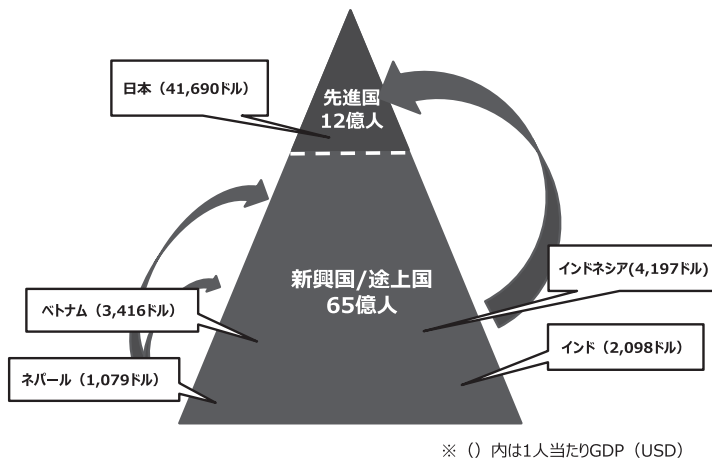 日本（41,690ドル）
先進国
12億人
新興国/途上国
65億人
インドネシア(4,197ドル)
ベトナム（3,416ドル）
インド（2,098ドル）
ネパール（1,079ドル）
※（）内は1人当たりGDP（USD）